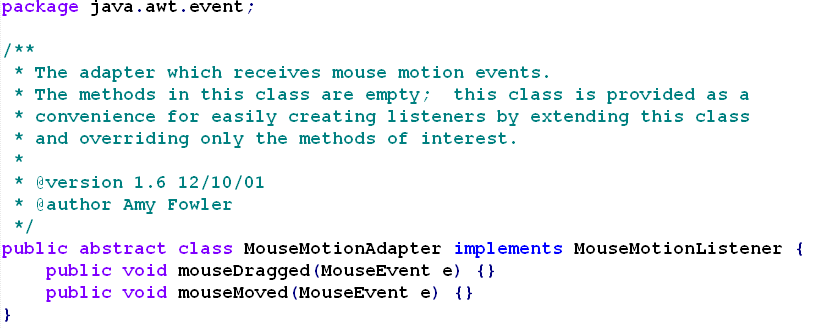 package java.awt.event;
/**
 * The adapter which receives mouse motion events.
 * The methods in this class are empty;  this class is provided as a
 * convenience for easily creating listeners by extending this class
 * and overriding only the methods of interest.
 *
 * @version 1.6 12/10/01
 * @author Amy Fowler
 */
public abstract class MouseMotionAdapter implements MouseMotionListener {
    public void mouseDragged(MouseEvent e) {}
    public void mouseMoved(MouseEvent e) {}
}